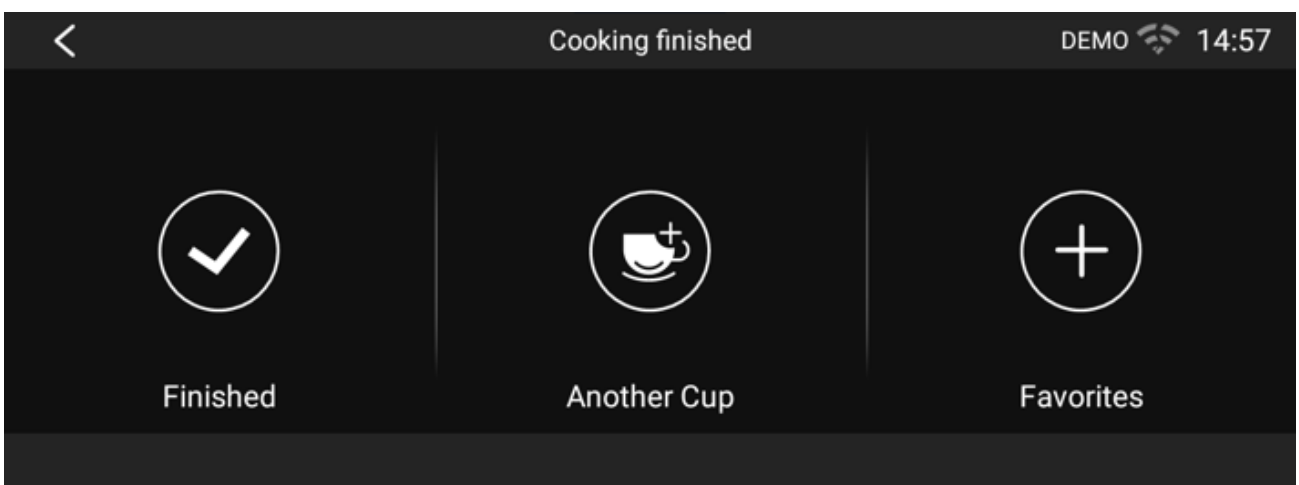 Cooking finished
DEMO 14:57
Finished
Another Cup
Favorites